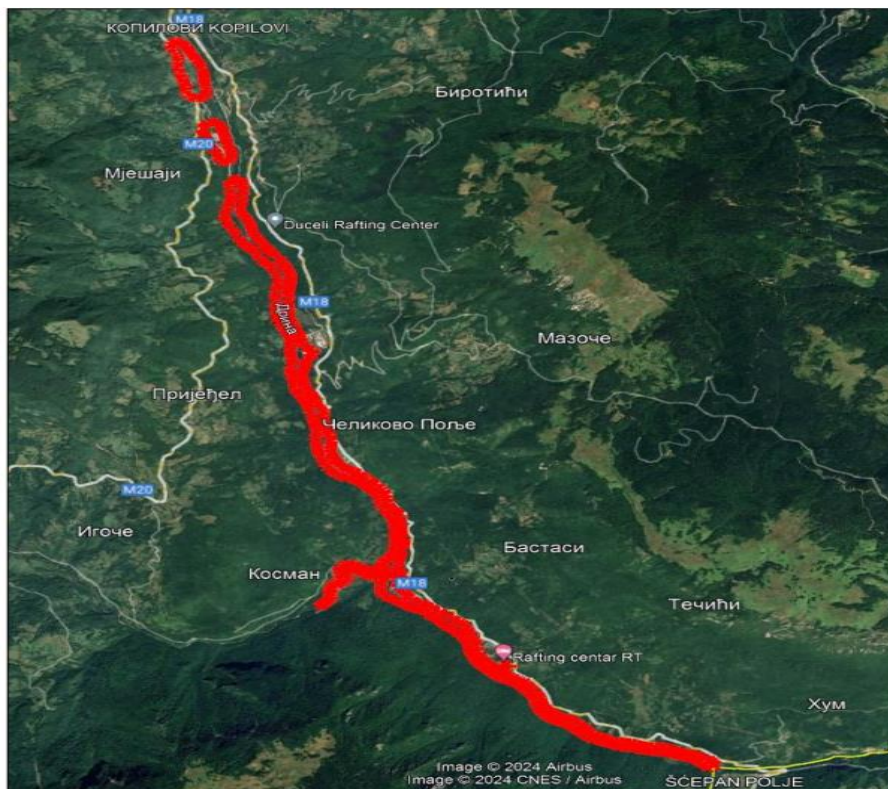 M18
КОПИЛОВИ KOPILOVI
Биротићи
M20
Мјешаји
Duceli Rafting Center
M18
Дрина
Мазоче
Пријеђел
Челиково Поље
M20
Игоче
Бастаси
Косман
M18
Течићи
Rafting centar RT
Хум
Image © 2024 Airbus
Image © 2024 CNES / Airbus
ŠĆEPAN POLJE